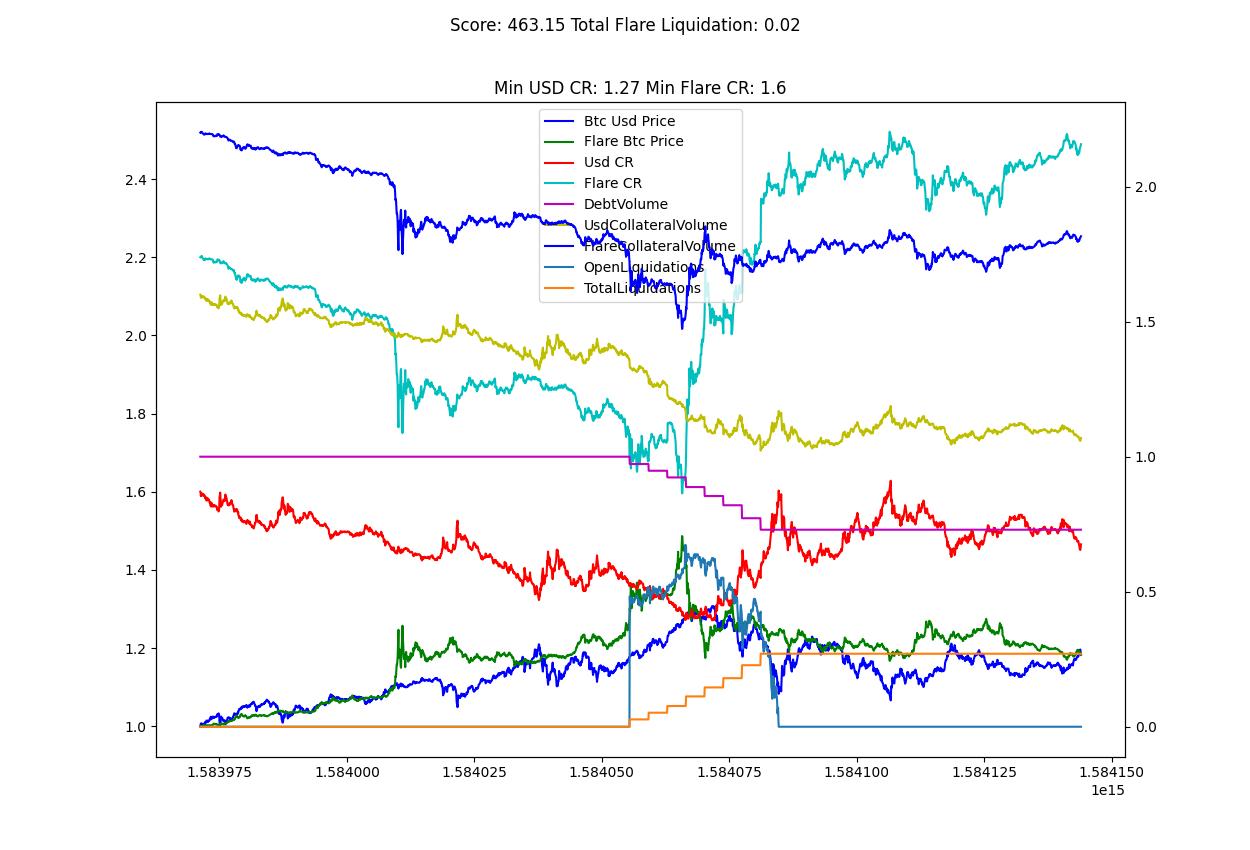 Score: 463.15 Total Flare Liquidation: 0.02
Min USD CR: 1.27 Min Flare CR: 1.6
Btc Usd Price
Flare Btc Price
Usd CR
Flare CR
DebtVolume
UsdCollateralVolume
FlareCollateralVolume
OpenLiquidations
TotalLiquidations
2.4
2.2
2.0
1.8
1.6
1.4
1.2
1.0
2.0
1.5
1.0
0.5
0.0
1.583975 1.584000 1.584025 1.584050 1.584075 1.584100 1.584125 1.584150
1e15